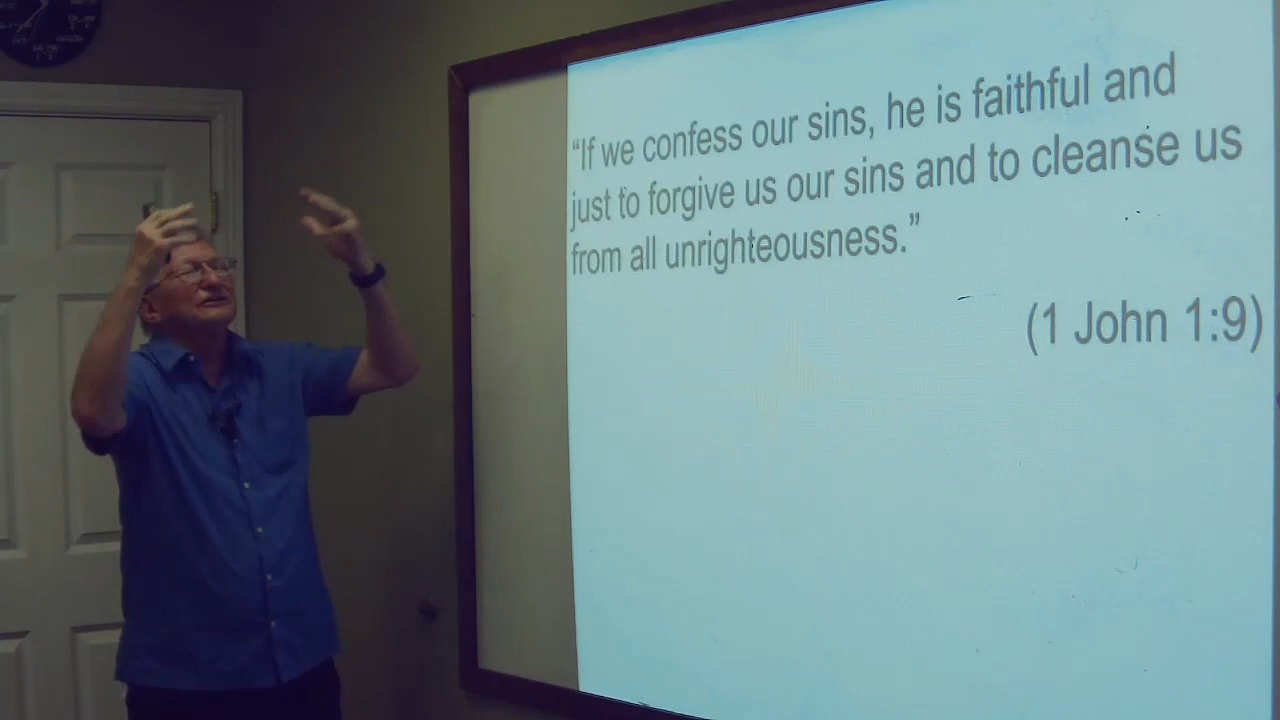 “If we confess our sins, he is faithful and
just to forgive us our sins and to cleanse us
from all unrighteousness.”
(1 John 1:9)